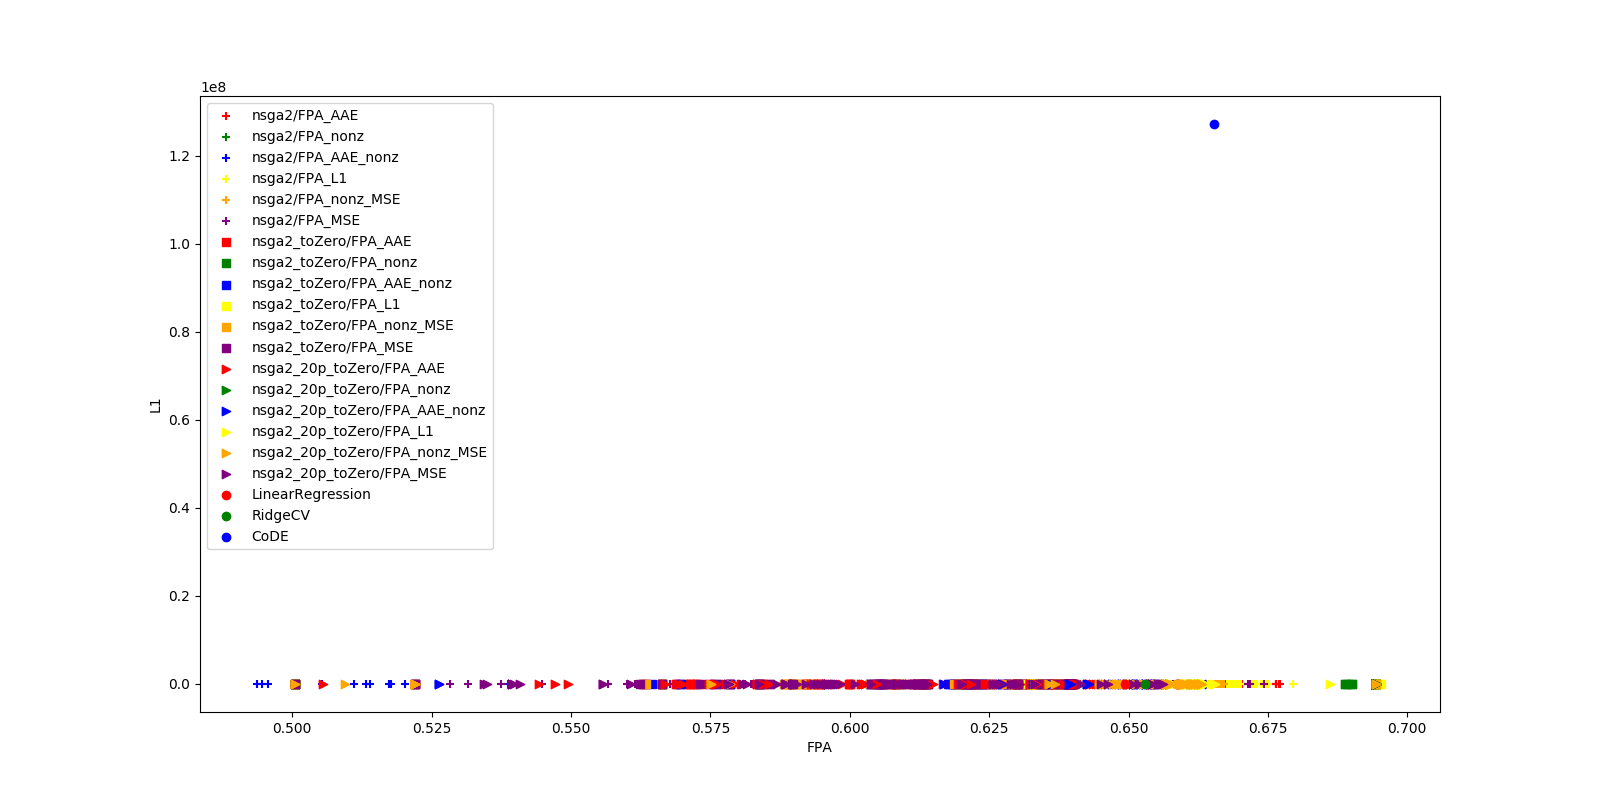 1e8
nsga2/FPA_AAE
nsga2/FPA_nonz
nsga2/FPA_AAE_nonz
nsga2/FPA_L1
nsga2/FPA_nonz_MSE
nsga2/FPA_MSE
nsga2_toZero/FPA_AAE
nsga2_toZero/FPA_nonz
nsga2_toZero/FPA_AAE_nonz
nsga2_toZero/FPA_L1
nsga2_toZero/FPA_nonz_MSE
nsga2_toZero/FPA_MSE
nsga2_20p_toZero/FPA_AAE
nsga2_20p_toZero/FPA_nonz
nsga2_20p_toZero/FPA_AAE_nonz
nsga2_20p_toZero/FPA_L1
nsga2_20p_toZero/FPA_nonz_MSE
nsga2_20p_toZero/FPA_MSE
LinearRegression
RidgeCV
CoDE
1.2
1.0
0.8
0.6
0.4
0.2
0.0
L1
0.500 0.525 0.550 0.575 0.600 0.625 0.650 0.675 0.700
FPA